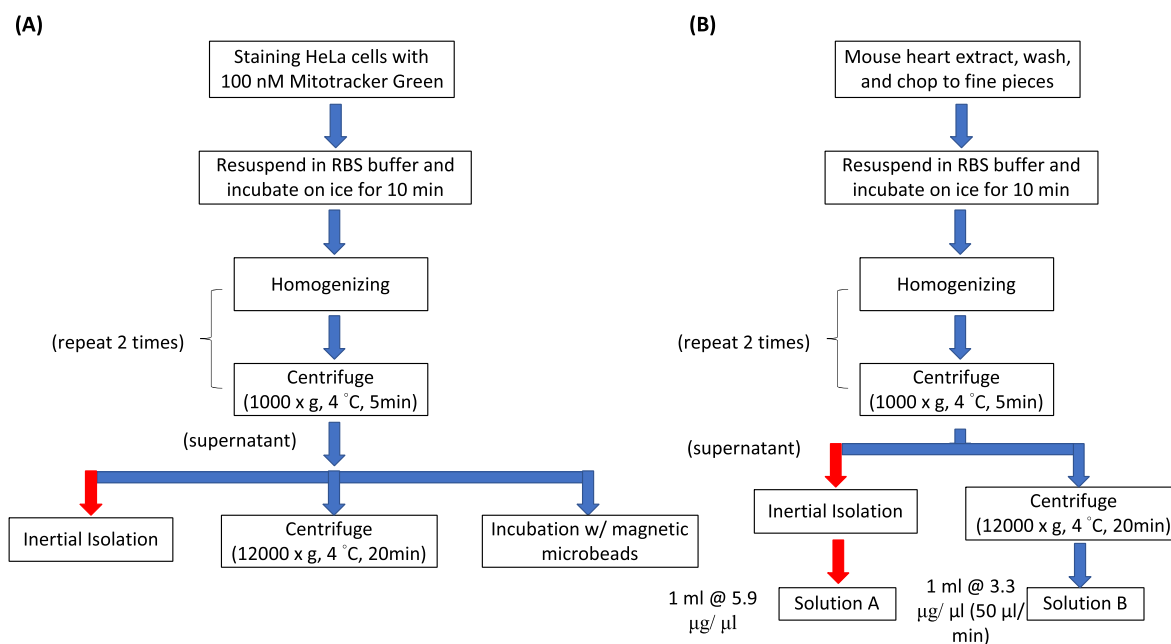 (A)
Staining HeLa cells with
100 nM Mitotracker Green
Resuspend in RBS buffer and
incubate on ice for 10 min
Homogenizing
(repeat 2 times)
Centrifuge
(1000 x g, 4 °C, 5min)
(supernatant)
Inertial Isolation
Centrifuge
(12000 x g, 4 °C, 20min)
Incubation w/ magnetic
microbeads
(B)
Mouse heart extract, wash,
and chop to fine pieces
Resuspend in RBS buffer and
incubate on ice for 10 min
Homogenizing
(repeat 2 times)
Centrifuge
(1000 x g, 4 °C, 5min)
(supernatant)
Inertial Isolation
Centrifuge
(12000 x g, 4 °C, 20min)
1 ml @ 5.9
μg/ μl
Solution A
1 ml @ 3.3
μg/ μl (50 μl/
min)
Solution B